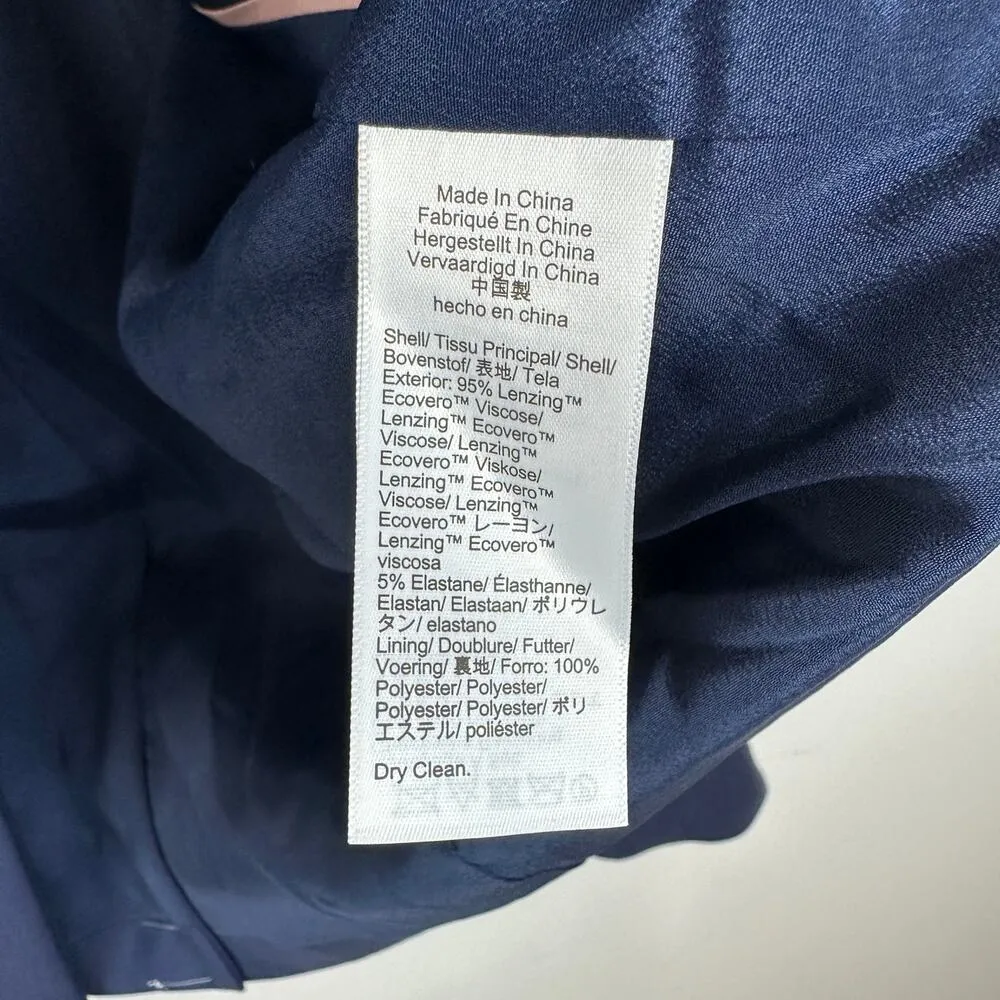 Made In China
Fabriqué En Chine
Hergestellt In China
Vervaardigd In China
中国製
hecho en china
Shell/ Tissu Principal/ Shell/
Bovenstof/ 表地/ Tela
Exterior: 95% Lenzing™
Ecovero™ Viscose/
Lenzing™ Ecovero™
Viscose/ Lenzing™
Ecovero™ Viskose/
Lenzing™ Ecovero™
Viscose/ Lenzing™
Ecovero™ レーヨン/
Lenzing™ Ecovero™
viscosa
5% Elastane/ Élasthanne/
Elastan/ Elastaan/ ポリウレ
タン/ elastano
Lining/ Doublure/ Futter/
Voering/ 裏地/ Forro: 100%
Polyester/ Polyester/
Polyester/ Polyester/ ポリ
エステル/ poliéster
Dry Clean.